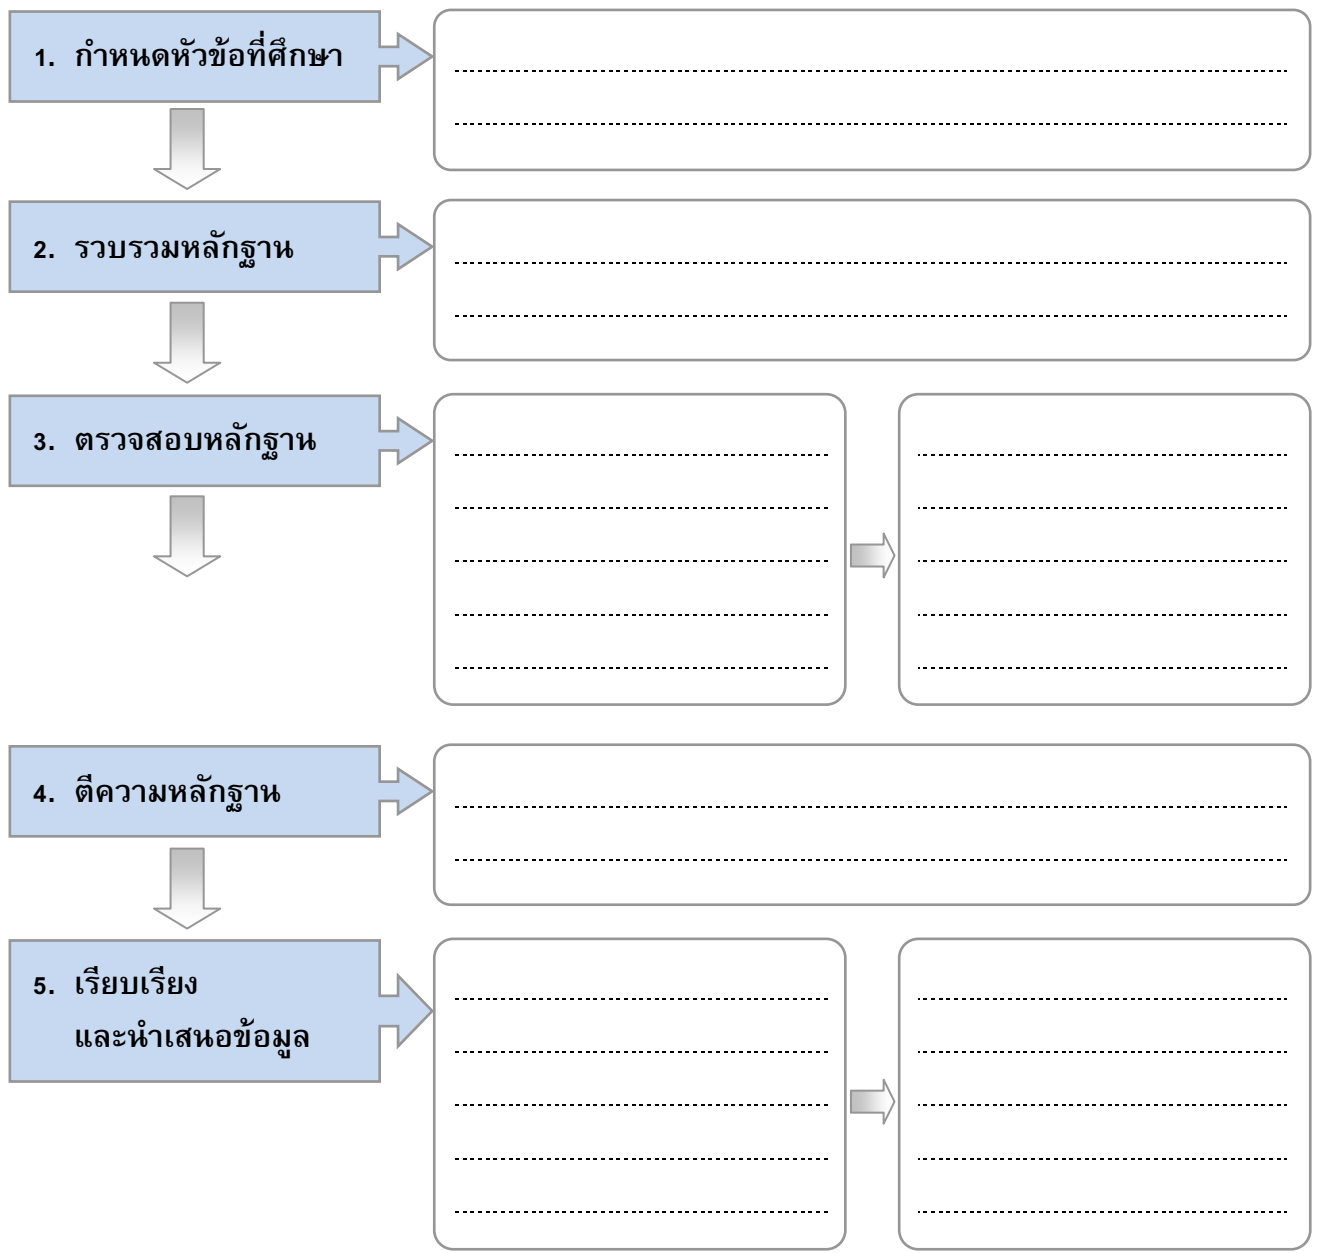 1. กำหนดหัวข้อที่ศึกษา
2. รวบรวมหลักฐาน
3. ตรวจสอบหลักฐาน
4. ตีความหลักฐาน
5. เรียบเรียง
และนำเสนอข้อมูล